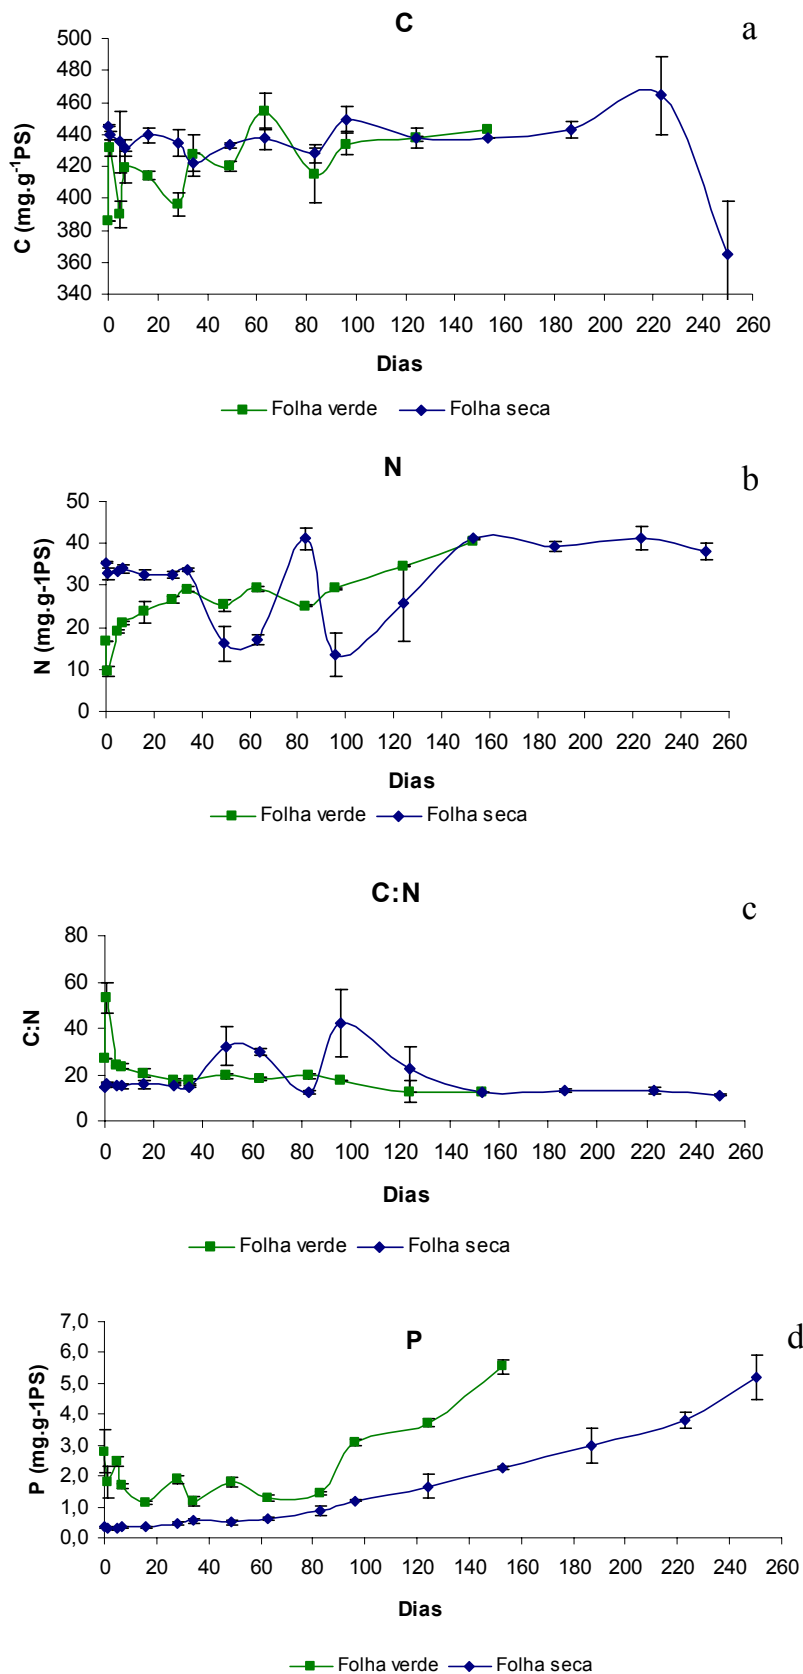 C
a
500
480
460
440
420
400
380
360
340
C (mg.g-1PS)
0 20 40 60 80 100 120 140 160 180 200 220 240 260
Dias
Folha verde Folha seca
N
b
50
40
30
20
10
0
N (mg.g-1PS)
0 20 40 60 80 100 120 140 160 180 200 220 240 260
Dias
Folha verde Folha seca
C:N
c
80
60
40
20
0
C:N
0 20 40 60 80 100 120 140 160 180 200 220 240 260
Dias
Folha verde Folha seca
P
d
7,0
6,0
5,0
4,0
3,0
2,0
1,0
0,0
P (mg.g-1PS)
0 20 40 60 80 100 120 140 160 180 200 220 240 260
Dias
Folha verde Folha seca